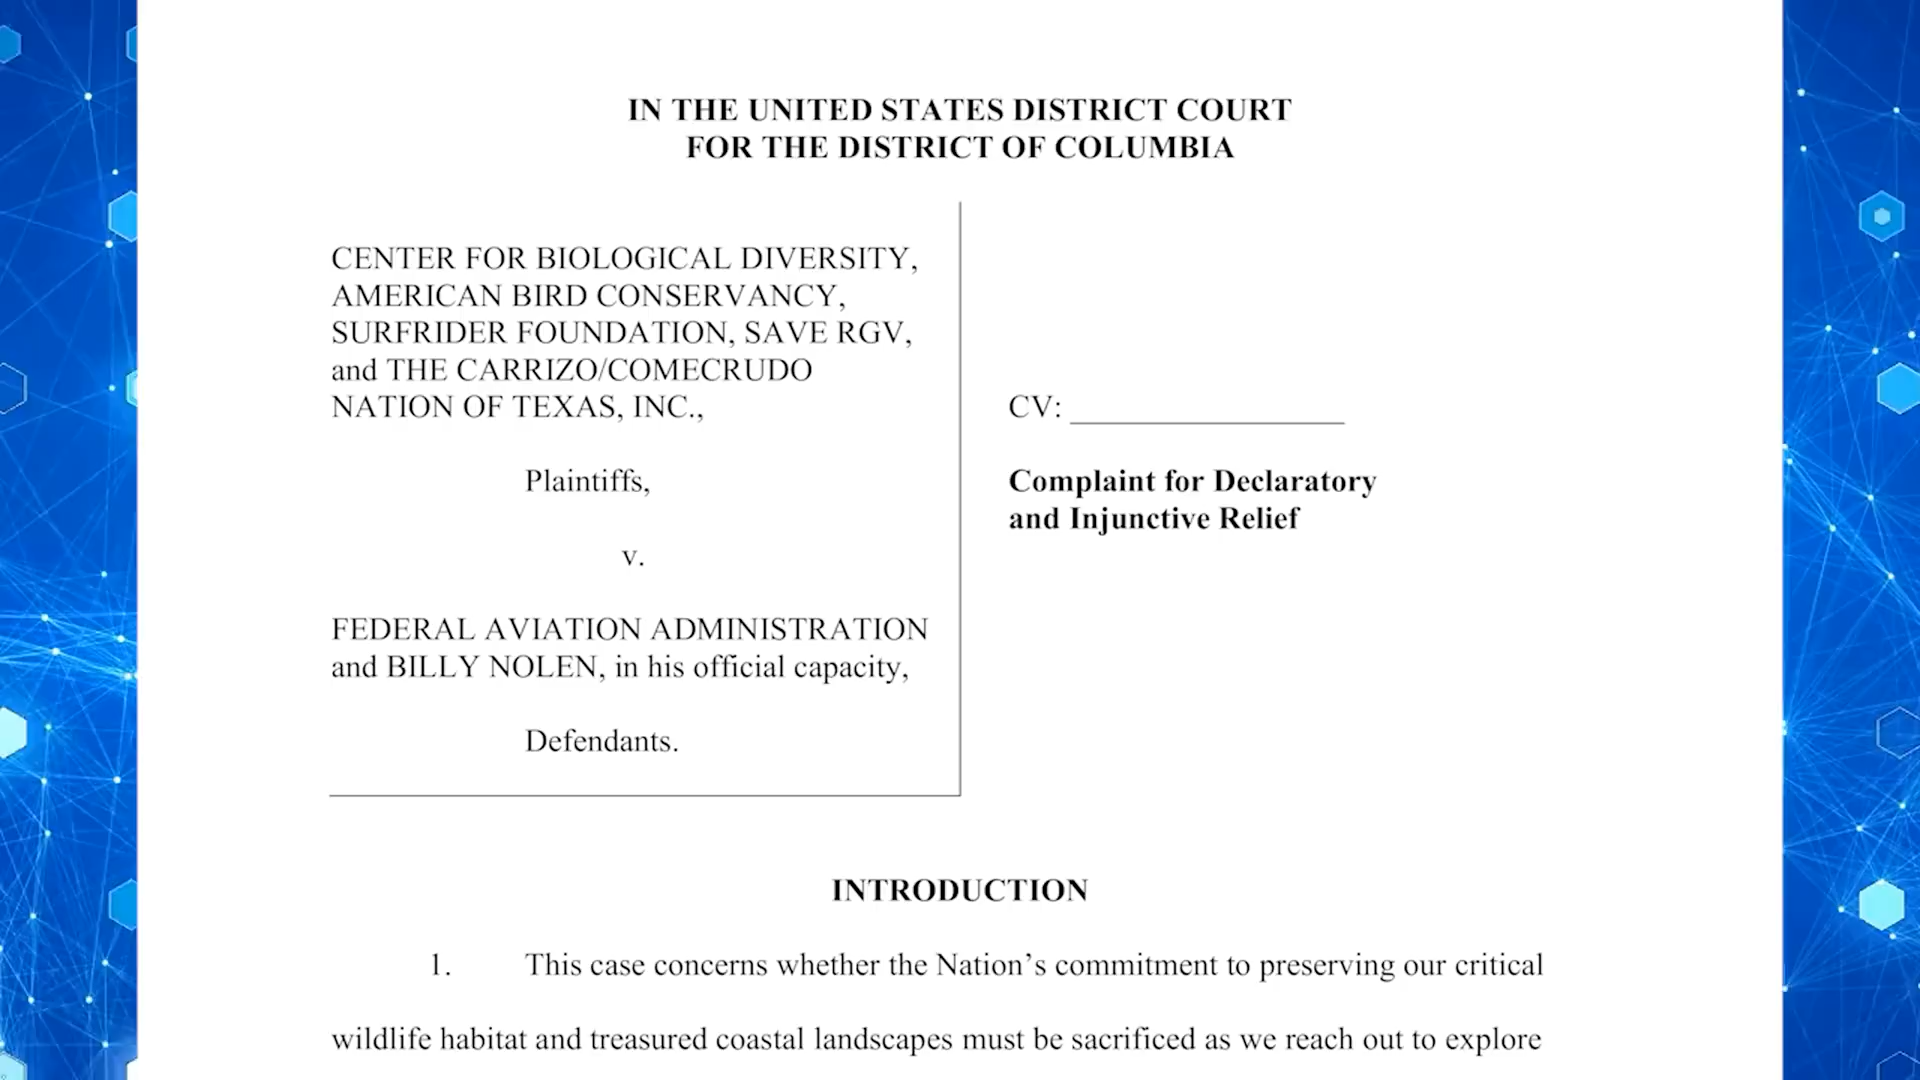 IN THE UNITED STATES DISTRICT COURT
FOR THE DISTRICT OF COLUMBIA
CENTER FOR BIOLOGICAL DIVERSITY,
AMERICAN BIRD CONSERVANCY,
SURFRIDER FOUNDATION, SAVE RGV,
and THE CARRIZO/COMECRUDO
NATION OF TEXAS, INC.,
Plaintiffs,
v.
FEDERAL AVIATION ADMINISTRATION
and BILLY NOLEN, in his official capacity,
Defendants.
CV: ____________________
Complaint for Declaratory
and Injunctive Relief
INTRODUCTION
1. This case concerns whether the Nation’s commitment to preserving our critical
wildlife habitat and treasured coastal landscapes must be sacrificed as we reach out to explore